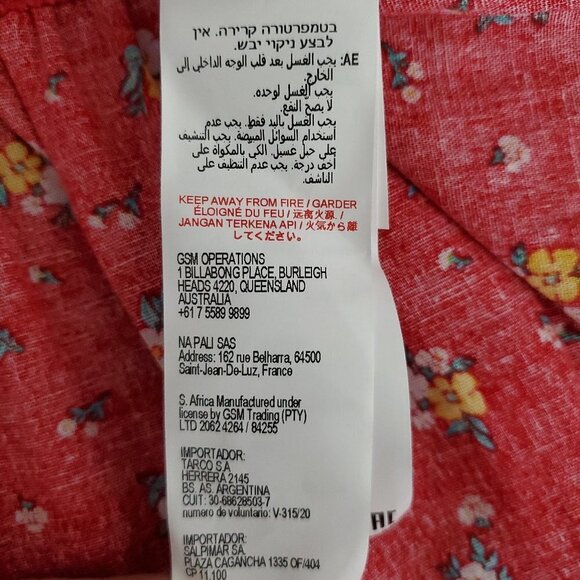 בטמפרטורה קרירה. אין
לבצע ניקוי יבש.
AE: يجب الغسل بعد قلب الوجه الداخلي إلى
الخارج.
يجب الغسل لوحده.
لا يصح النقع.
يجب الغسل باليد فقط. يجب عدم
استخدام السوائل المبيضة. يجب التنشيف
على حبل غسيل. الكي بالمكواة على
أخف درجة. يجب عدم التنظيف على
الناشف.
KEEP AWAY FROM FIRE / GARDER
ÉLOIGNÉ DU FEU / 远离火源. /
JANGAN TERKENA API / 火気から離
してください。
GSM OPERATIONS
1 BILLABONG PLACE, BURLEIGH
HEADS 4220, QUEENSLAND
AUSTRALIA
+61 7 5589 9899
NA PALI SAS
Address: 162 rue Belharra, 64500
Saint-Jean-De-Luz, France
S. Africa Manufactured under
license by GSM Trading (PTY)
LTD 2062 4264 / 84255
IMPORTADOR:
TARCO S.A
HERRERA 2145
BS. AS. ARGENTINA
CUIT: 30-68628503-7
numero de voluntario: V-315/20
IMPORTADOR:
SALPIMAR SA.
PLAZA CAGANCHA 1335 OF/404
CP 11.100